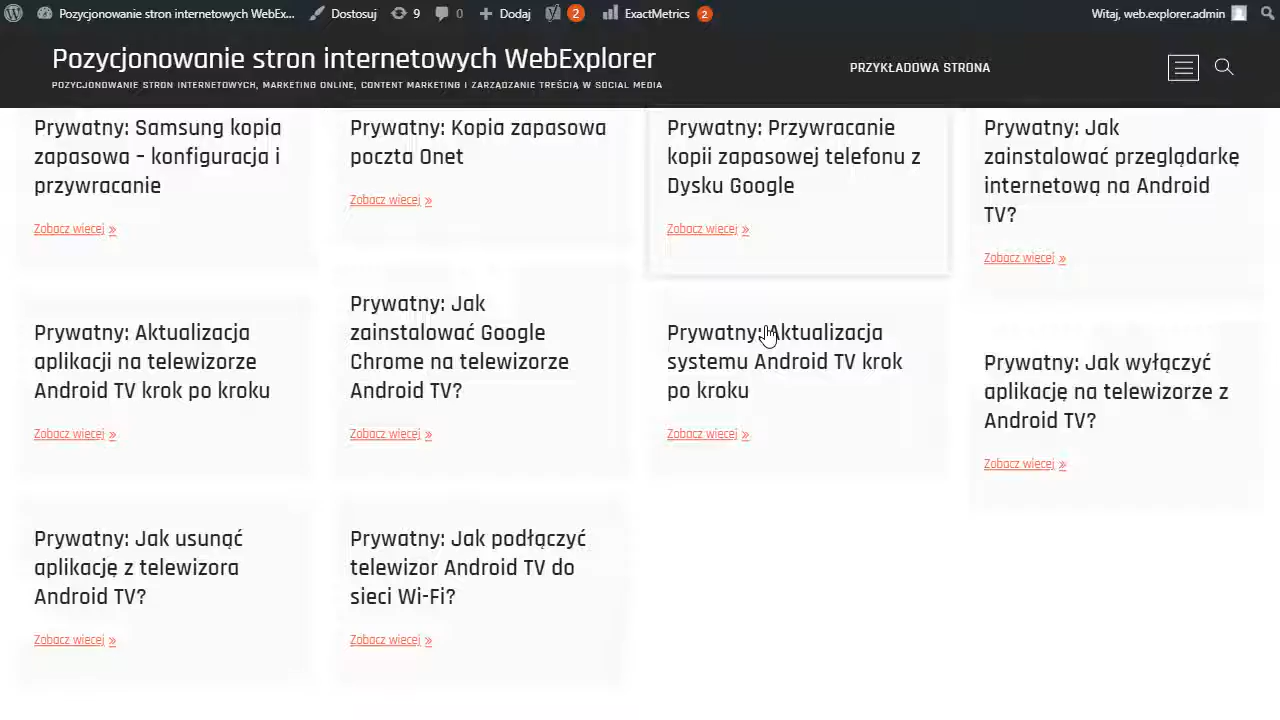 Pozycjonowanie stron internetowych WebEx... Dostosuj 9 0 Dodaj 2 ExactMetrics 2 Witaj, web.explorer.admin
Pozycjonowanie stron internetowych WebExplorer
POZYCJONOWANIE STRON INTERNETOWYCH, MARKETING ONLINE, CONTENT MARKETING I ZARZĄDZANIE TREŚCIĄ W SOCIAL MEDIA
PRZYKŁADOWA STRONA
Prywatny: Samsung kopia
zapasowa – konfiguracja i
przywracanie
Zobacz więcej »
Prywatny: Kopia zapasowa
poczta Onet
Zobacz więcej »
Prywatny: Przywracanie
kopii zapasowej telefonu z
Dysku Google
Zobacz więcej »
Prywatny: Jak
zainstalować przeglądarkę
internetową na Android
TV?
Zobacz więcej »
Prywatny: Aktualizacja
aplikacji na telewizorze
Android TV krok po kroku
Zobacz więcej »
Prywatny: Jak
zainstalować Google
Chrome na telewizorze
Android TV?
Zobacz więcej »
Prywatny: Aktualizacja
systemu Android TV krok
po kroku
Zobacz więcej »
Prywatny: Jak wyłączyć
aplikację na telewizorze z
Android TV?
Zobacz więcej »
Prywatny: Jak usunąć
aplikację z telewizora
Android TV?
Zobacz więcej »
Prywatny: Jak podłączyć
telewizor Android TV do
sieci Wi-Fi?
Zobacz więcej »